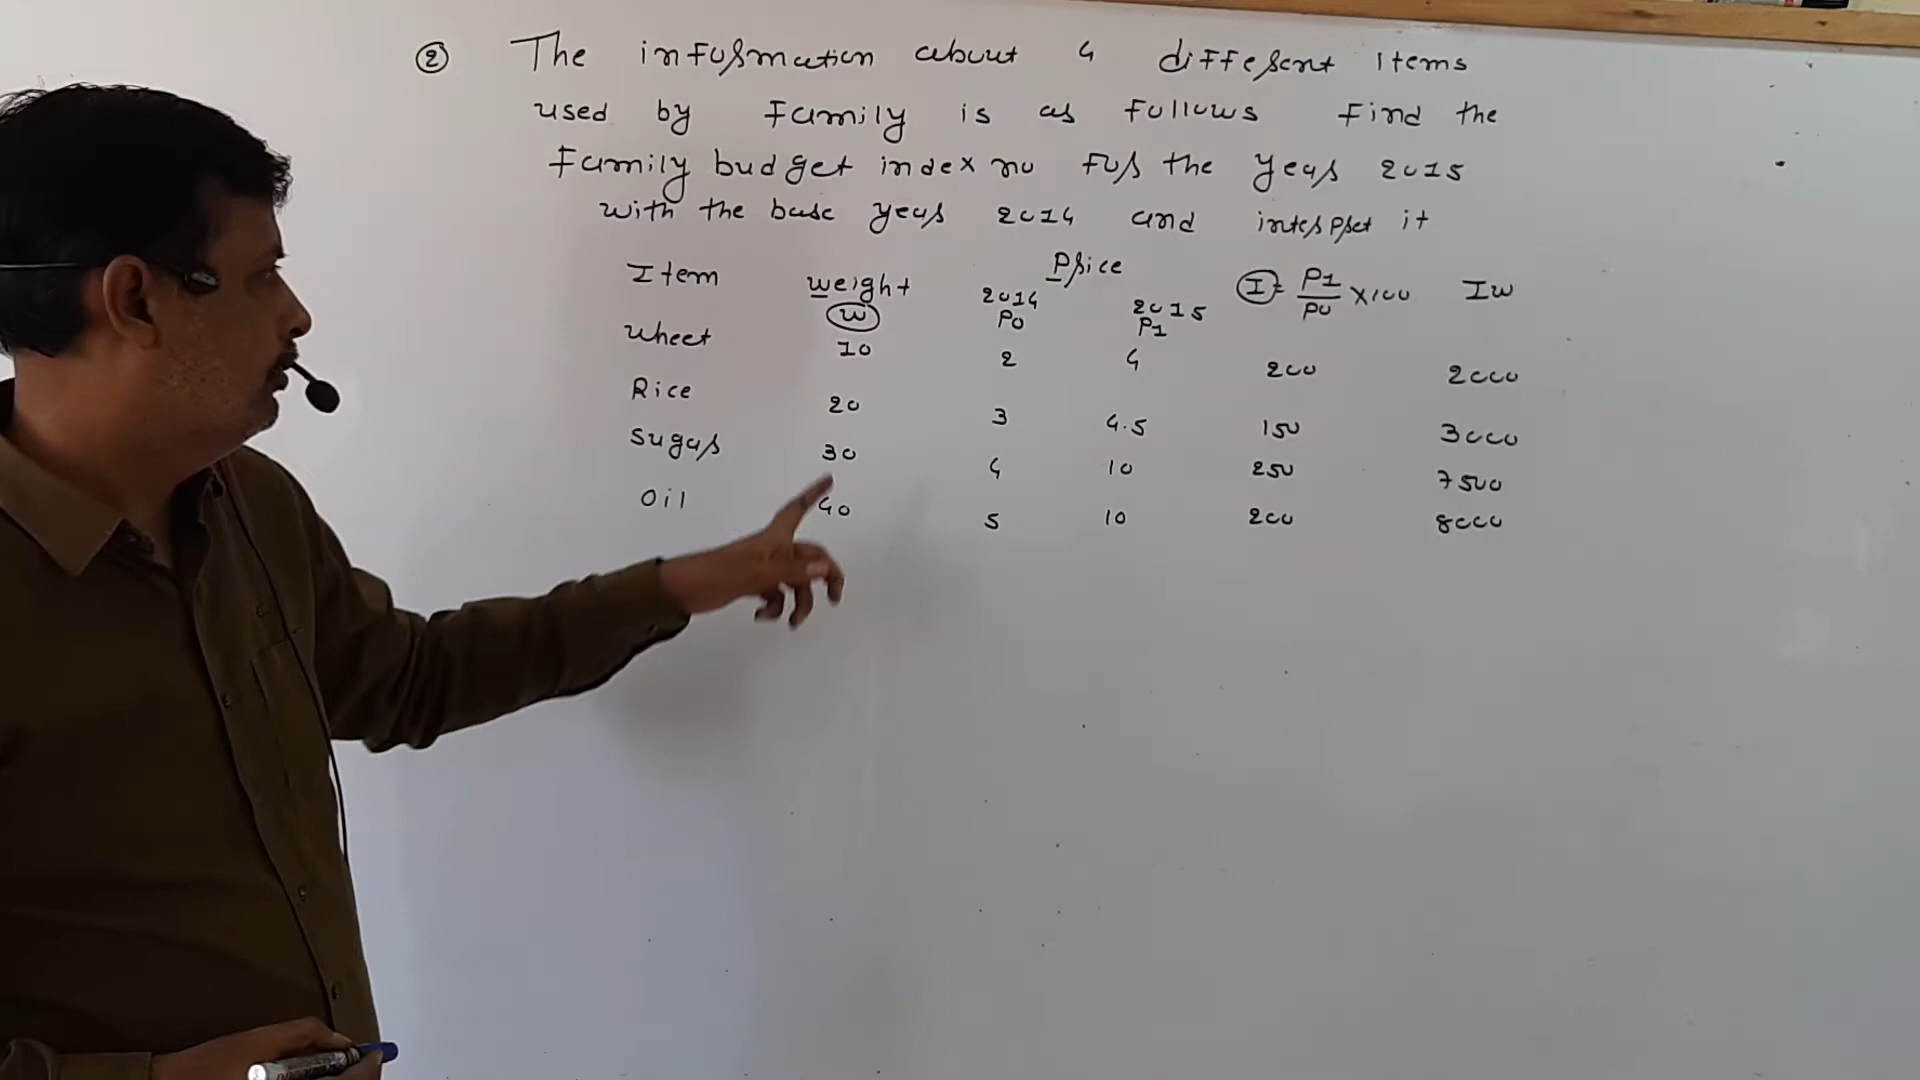 ② The information about 4 different items
used by Family is as Follows Find the
Family budget index no For the year 2015
with the base year 2014 and interpret it
Item weight Price I = P1/P0 ×100 Iw
w 2014 P0 2015 P1
Wheet 10 2 4 200 2000
Rice 20 3 4.5 150 3000
Sugar 30 4 10 250 7500
Oil 40 5 10 200 8000